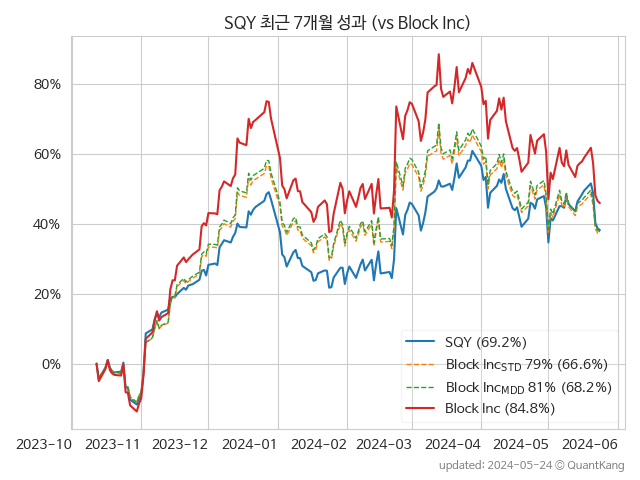 SQY 최근 7개월 성과 (vs Block Inc)
80%
60%
40%
20%
0%
SQY (69.2%)
Block Inc_STD 79% (66.6%)
Block Inc_MDD 81% (68.2%)
Block Inc (84.8%)
2023-10 2023-11 2023-12 2024-01 2024-02 2024-03 2024-04 2024-05 2024-06
updated: 2024-05-24 © QuantKang